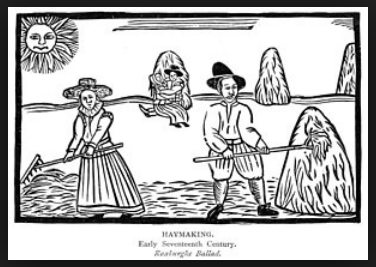 HAYMAKING.
Early Seventeenth Century.
Roxburghe Ballad.